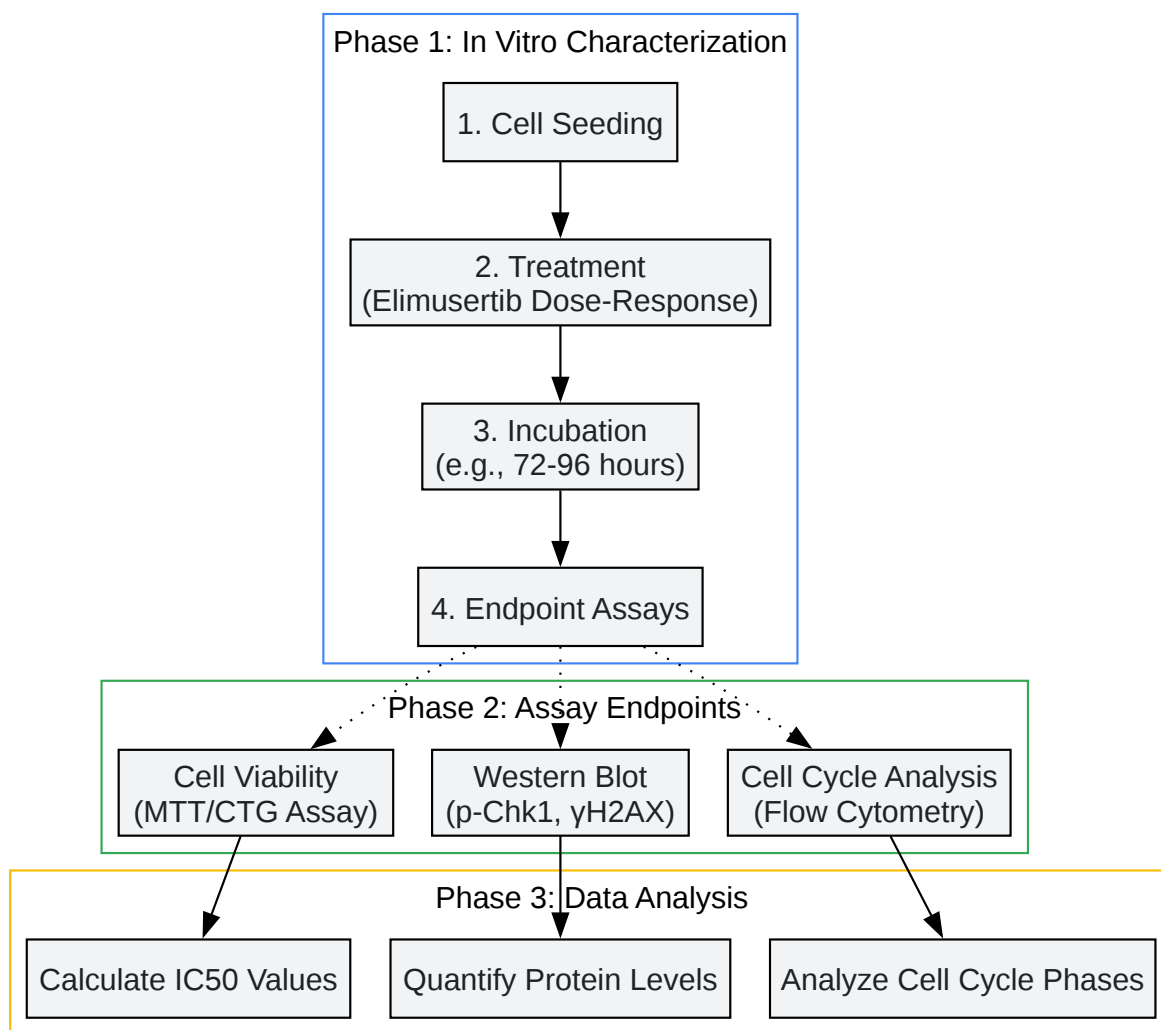 Phase 1: In Vitro Characterization
1. Cell Seeding
2. Treatment
(Elimusertib Dose-Response)
3. Incubation
(e.g., 72-96 hours)
4. Endpoint Assays
Phase 2: Assay Endpoints
Cell Viability
(MTT/CTG Assay)
Western Blot
(p-Chk1, γH2AX)
Cell Cycle Analysis
(Flow Cytometry)
Phase 3: Data Analysis
Calculate IC50 Values
Quantify Protein Levels
Analyze Cell Cycle Phases